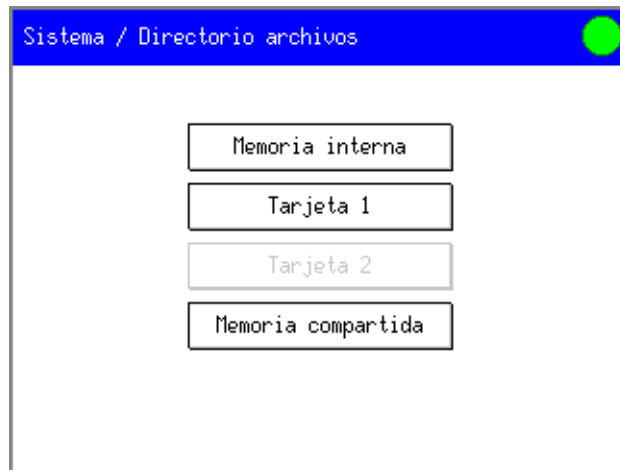 Sistema / Directorio archivos
Memoria interna
Tarjeta 1
Tarjeta 2
Memoria compartida